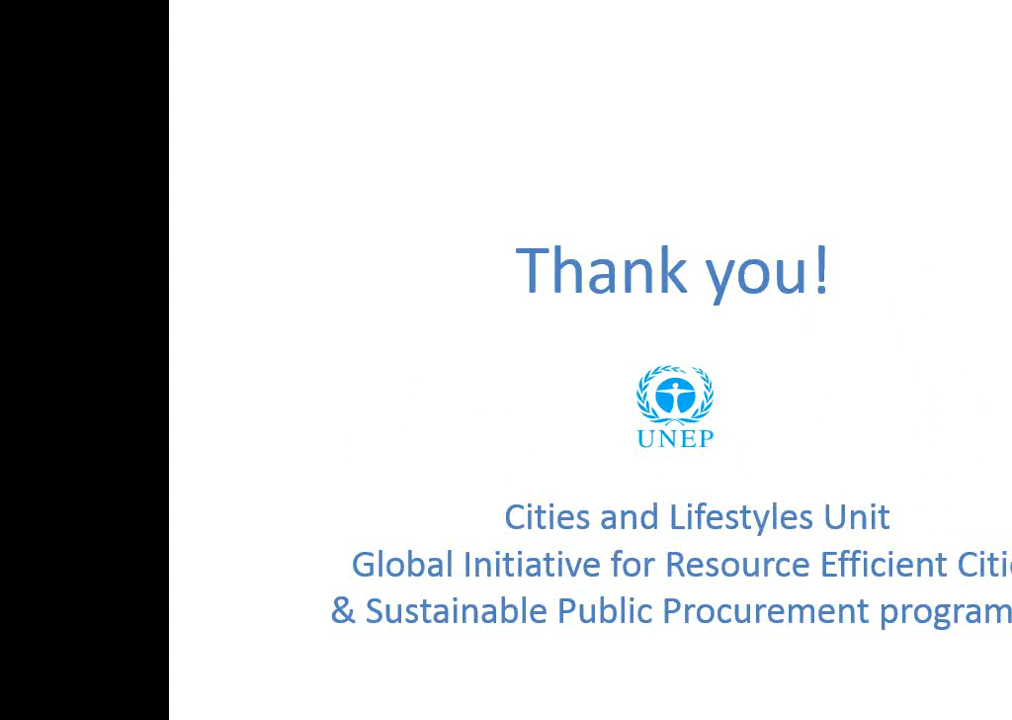 Thank you!
UNEP
Cities and Lifestyles Unit
Global Initiative for Resource Efficient Citi
& Sustainable Public Procurement program